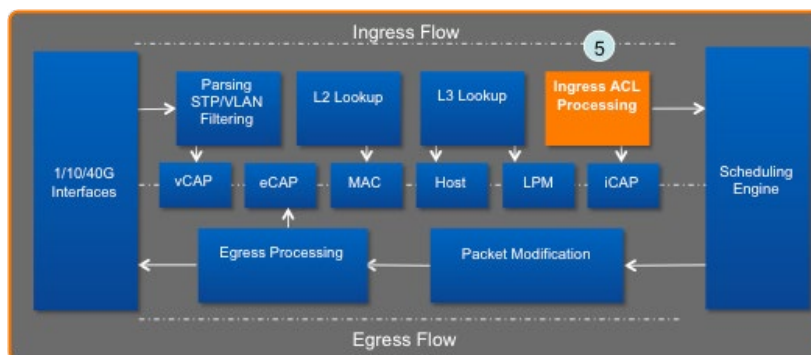 Ingress Flow
5
1/10/40G
Interfaces
Parsing
STP/VLAN
Filtering
L2 Lookup
L3 Lookup
Ingress ACL
Processing
vCAP
eCAP
MAC
Host
LPM
iCAP
Scheduling
Engine
Egress Processing
Packet Modification
Egress Flow